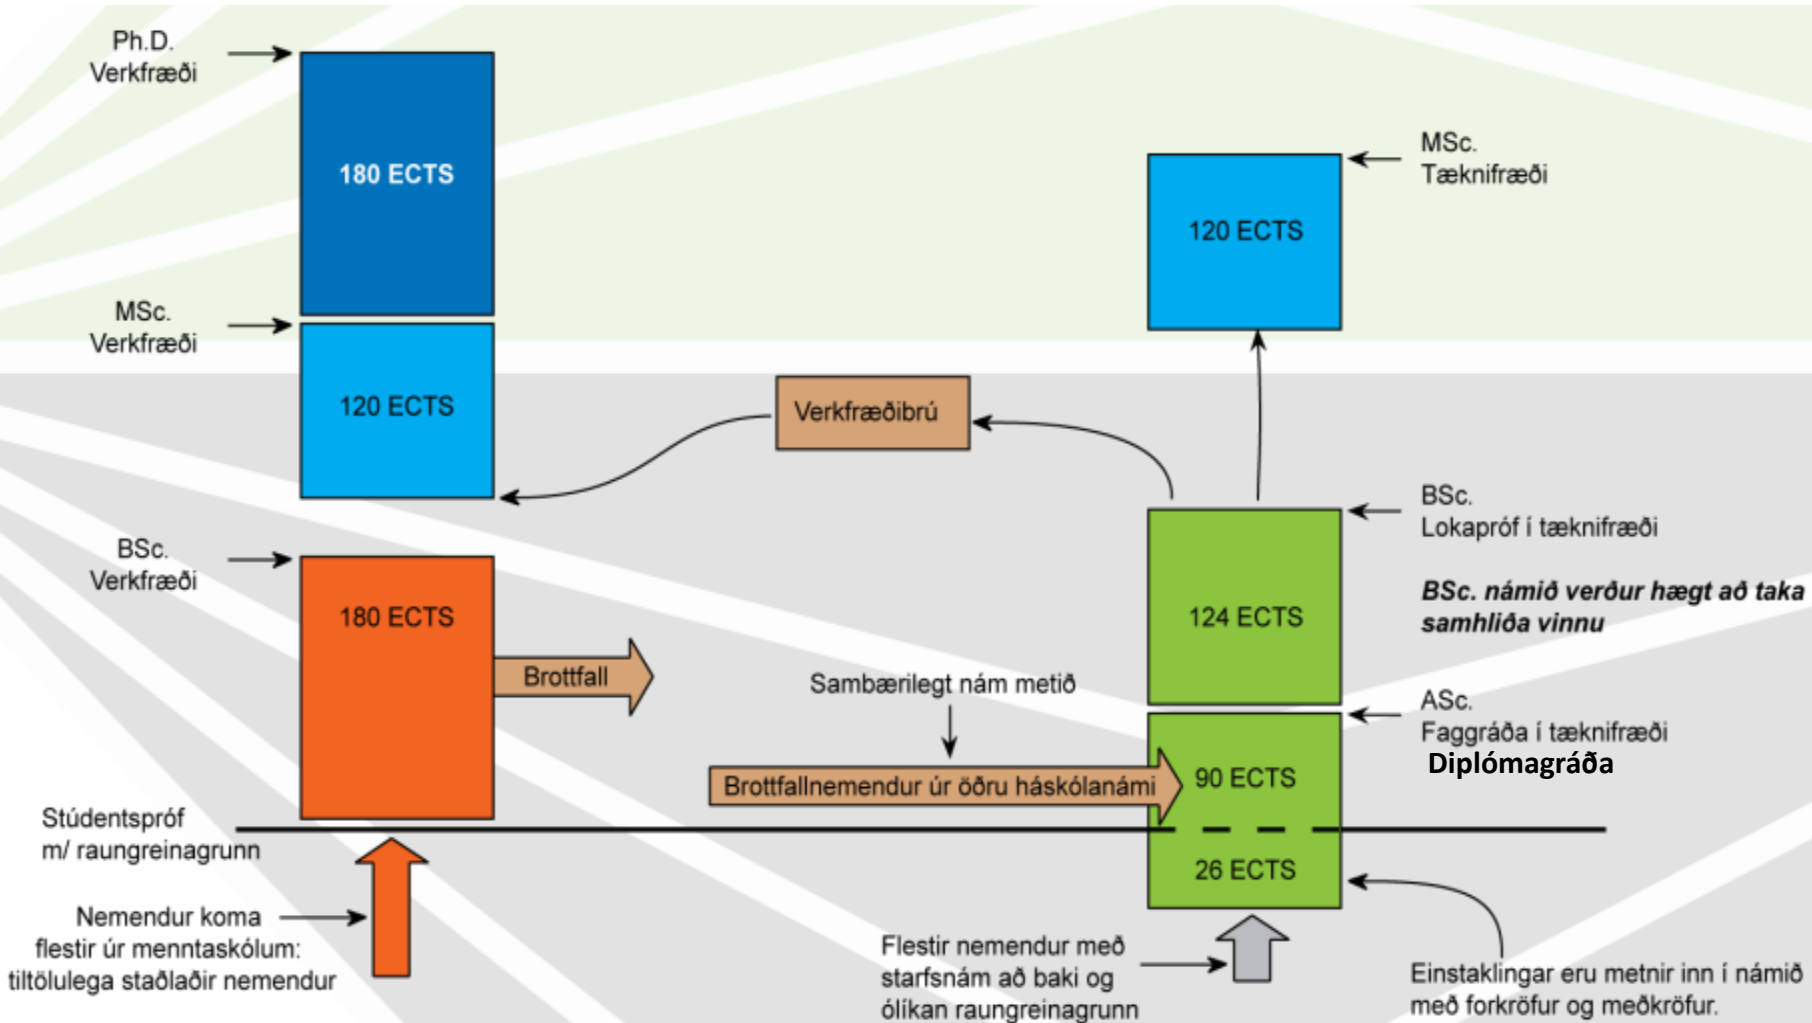 Ph.D.
Verkfræði
180 ECTS
MSc.
Verkfræði
120 ECTS
BSc.
Verkfræði
180 ECTS
Brottfall
Stúdentspróf
m/ raungreinagrunn
Nemendur koma
flestir úr menntaskólum:
tiltölulega staðlaðir nemendur
Verkfræðibrú
Sambærilegt nám metið
Brottfallnemendur úr öðru háskólanámi
MSc.
Tæknifræði
120 ECTS
BSc.
Lokapróf í tæknifræði
BSc. námið verður hægt að taka
samhliða vinnu
124 ECTS
ASc.
Faggráða í tæknifræði
Diplómagráða
90 ECTS
26 ECTS
Flestir nemendur með
starfsnám að baki og
ólíkan raungreinagrunn
Einstaklingar eru metnir inn í námið
með forkröfur og meðkröfur.